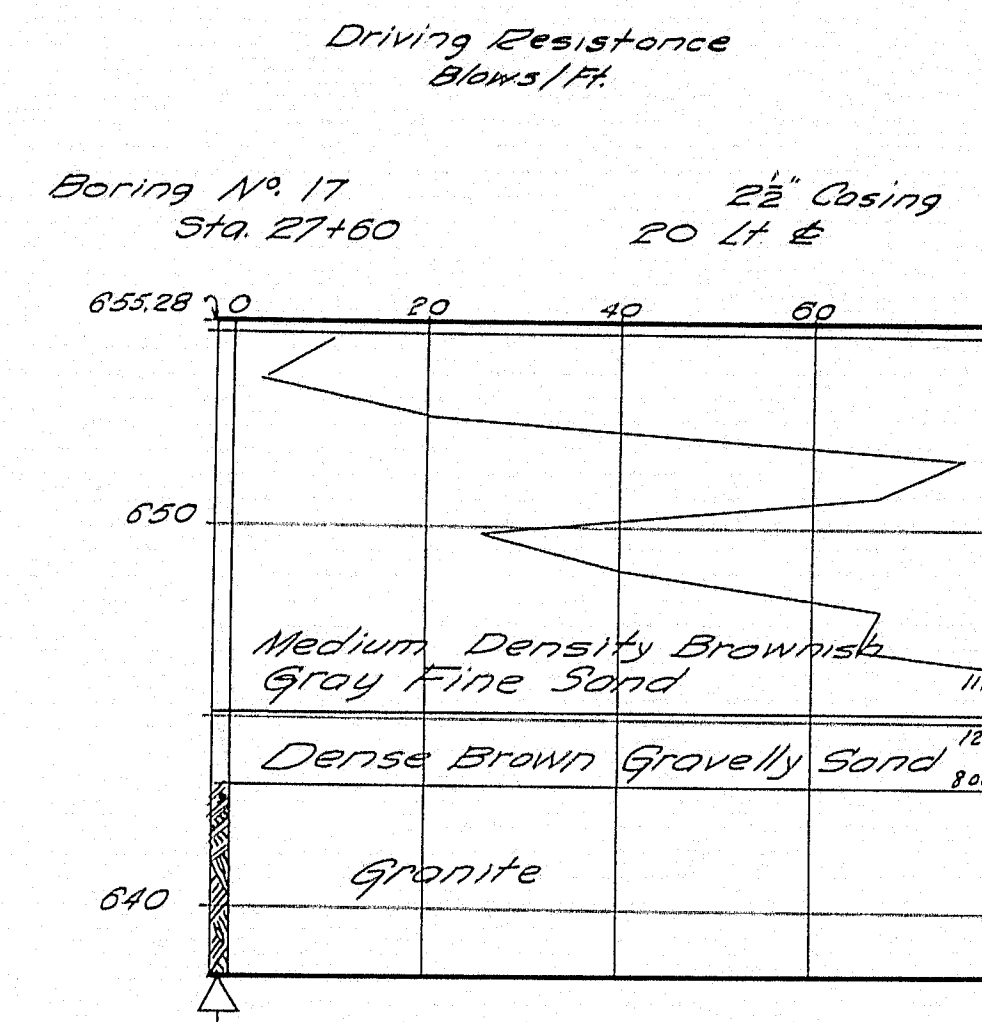 Driving Resistance
Blows/Ft.
Boring Nº. 17
Sta. 27+60
2½" Casing
20 Lt ℄
655.28 0 20 40 60
650
Medium Density Brownish
Gray Fine Sand
Dense Brown Gravelly Sand
Granite
640